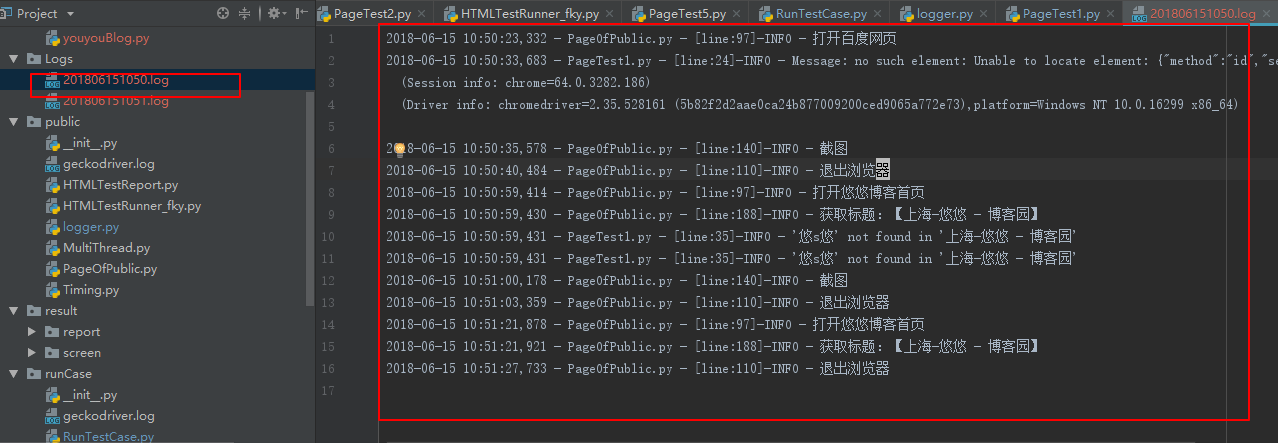 Project
PageTest2.py HTMLTestRunner_fky.py PageTest5.py RunTestCase.py logger.py PageTest1.py 201806151050.log
youyouBlog.py
Logs
201806151050.log
201806151051.log
public
__init__.py
geckodriver.log
HTMLTestReport.py
HTMLTestRunner_fky.py
logger.py
MultiThread.py
PageOfPublic.py
Timing.py
result
report
screen
runCase
__init__.py
geckodriver.log
RunTestCase.py
1 2018-06-15 10:50:23,332 - PageOfPublic.py - [line:97]-INFO - 打开百度网页
2 2018-06-15 10:50:33,683 - PageTest1.py - [line:24]-INFO - Message: no such element: Unable to locate element: {"method":"id","se
3 (Session info: chrome=64.0.3282.186)
4 (Driver info: chromedriver=2.35.528161 (5b82f2d2aae0ca24b877009200ced9065a772e73),platform=Windows NT 10.0.16299 x86_64)
5
6 2018-06-15 10:50:35,578 - PageOfPublic.py - [line:140]-INFO - 截图
7 2018-06-15 10:50:40,484 - PageOfPublic.py - [line:110]-INFO - 退出浏览器
8 2018-06-15 10:50:59,414 - PageOfPublic.py - [line:97]-INFO - 打开悠悠博客首页
9 2018-06-15 10:50:59,430 - PageOfPublic.py - [line:188]-INFO - 获取标题:【上海-悠悠 - 博客园】
10 2018-06-15 10:50:59,431 - PageTest1.py - [line:35]-INFO - '悠s悠' not found in '上海-悠悠 - 博客园'
11 2018-06-15 10:50:59,431 - PageTest1.py - [line:35]-INFO - '悠s悠' not found in '上海-悠悠 - 博客园'
12 2018-06-15 10:51:00,178 - PageOfPublic.py - [line:140]-INFO - 截图
13 2018-06-15 10:51:03,359 - PageOfPublic.py - [line:110]-INFO - 退出浏览器
14 2018-06-15 10:51:21,878 - PageOfPublic.py - [line:97]-INFO - 打开悠悠博客首页
15 2018-06-15 10:51:21,921 - PageOfPublic.py - [line:188]-INFO - 获取标题:【上海-悠悠 - 博客园】
16 2018-06-15 10:51:27,733 - PageOfPublic.py - [line:110]-INFO - 退出浏览器
17